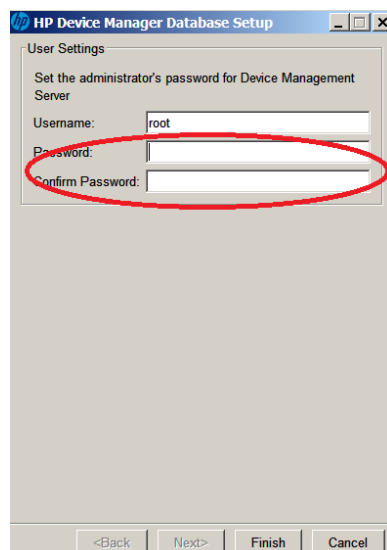 hp HP Device Manager Database Setup
User Settings
Set the administrator's password for Device Management
Server
Username: root
Password:
Confirm Password:
<Back Next> Finish Cancel